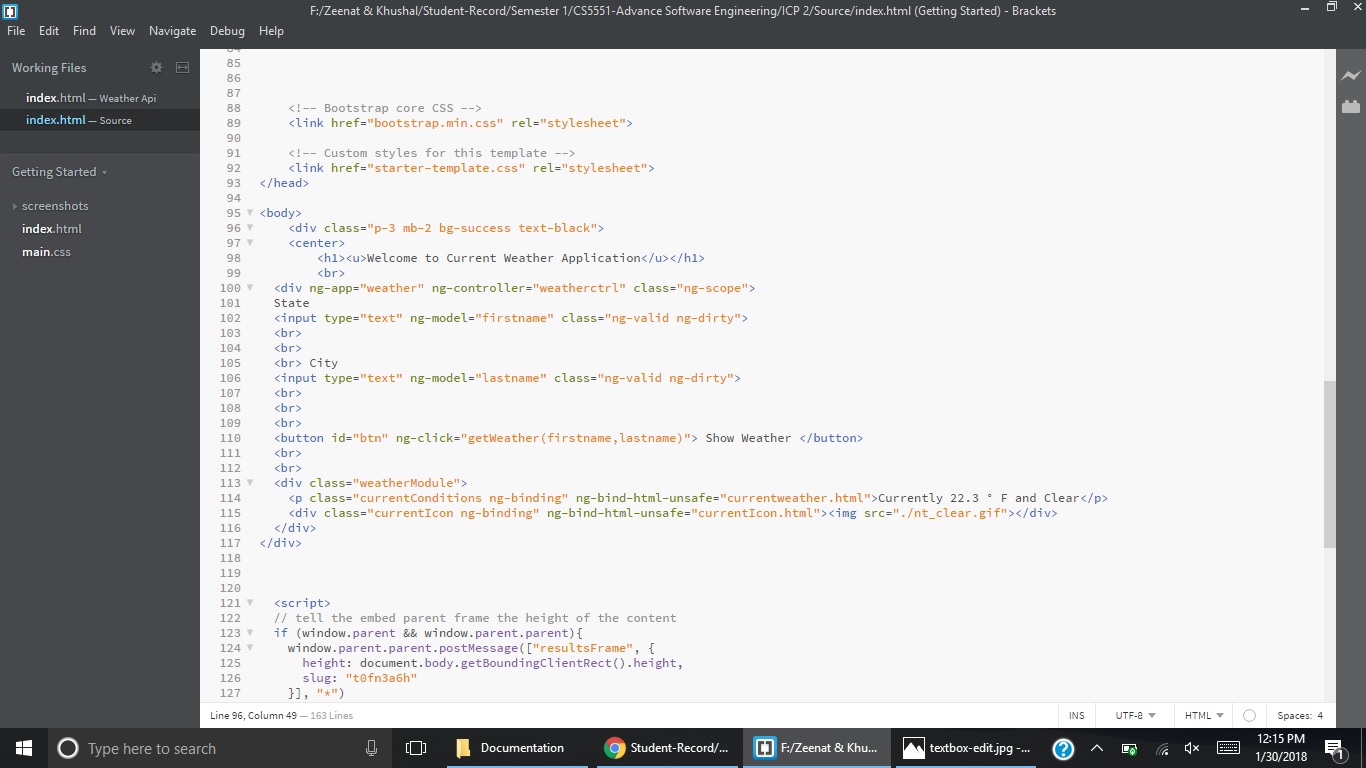 F:/Zeenat & Khushal/Student-Record/Semester 1/CS5551-Advance Software Engineering/ICP 2/Source/index.html (Getting Started) - Brackets
File Edit Find View Navigate Debug Help
Working Files
index.html — Weather Api
index.html — Source
Getting Started
screenshots
index.html
main.css
84
85
86
87
88 <!-- Bootstrap core CSS -->
89 <link href="bootstrap.min.css" rel="stylesheet">
90
91 <!-- Custom styles for this template -->
92 <link href="starter-template.css" rel="stylesheet">
93 </head>
94
95 <body>
96 <div class="p-3 mb-2 bg-success text-black">
97 <center>
98 <h1><u>Welcome to Current Weather Application</u></h1>
99 <br>
100 <div ng-app="weather" ng-controller="weatherctrl" class="ng-scope">
101 State
102 <input type="text" ng-model="firstname" class="ng-valid ng-dirty">
103 <br>
104 <br>
105 <br> City
106 <input type="text" ng-model="lastname" class="ng-valid ng-dirty">
107 <br>
108 <br>
109 <br>
110 <button id="btn" ng-click="getWeather(firstname,lastname)"> Show Weather </button>
111 <br>
112 <br>
113 <div class="weatherModule">
114 <p class="currentConditions ng-binding" ng-bind-html-unsafe="currentweather.html">Currently 22.3 ° F and Clear</p>
115 <div class="currentIcon ng-binding" ng-bind-html-unsafe="currentIcon.html"><img src="./nt_clear.gif"></div>
116 </div>
117 </div>
118
119
120
121 <script>
122 // tell the embed parent frame the height of the content
123 if (window.parent && window.parent.parent){
124 window.parent.parent.postMessage(["resultsFrame", {
125 height: document.body.getBoundingClientRect().height,
126 slug: "t0fn3a6h"
127 }], "*")
Line 96, Column 49 — 163 Lines
INS UTF-8 HTML Spaces: 4
Type here to search
Documentation
Student-Record/...
F:/Zeenat & Khu...
textbox-edit.jpg -...
12:15 PM
1/30/2018
1